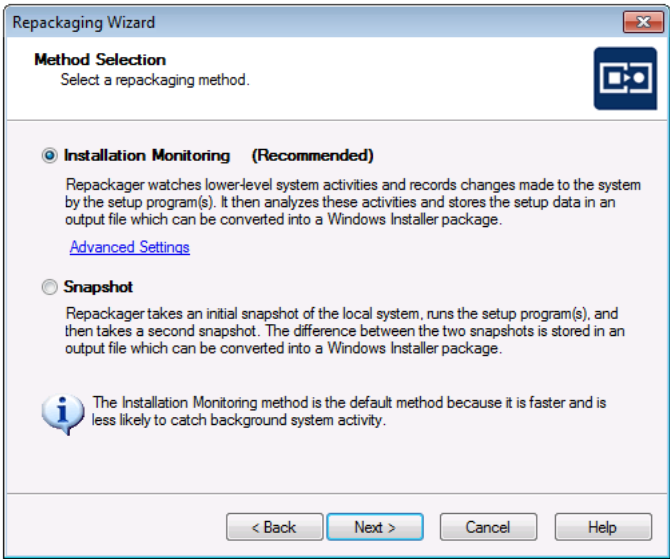 Repackaging Wizard
Method Selection
Select a repackaging method.
Installation Monitoring (Recommended)
Repackager watches lower-level system activities and records changes made to the system
by the setup program(s). It then analyzes these activities and stores the setup data in an
output file which can be converted into a Windows Installer package.
Advanced Settings
Snapshot
Repackager takes an initial snapshot of the local system, runs the setup program(s), and
then takes a second snapshot. The difference between the two snapshots is stored in an
output file which can be converted into a Windows Installer package.
The Installation Monitoring method is the default method because it is faster and is
less likely to catch background system activity.
< Back Next > Cancel Help